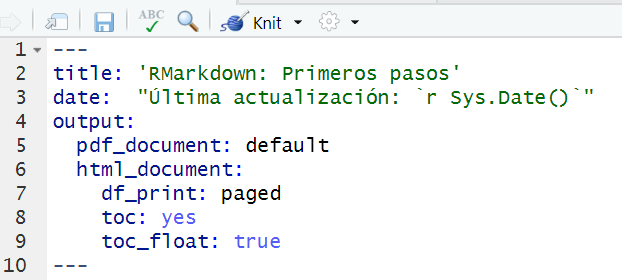 ABC
Knit
1 ---
2 title: 'RMarkdown: Primeros pasos'
3 date:  "Última actualización: `r Sys.Date()`"
4 output:
5   pdf_document: default
6   html_document:
7     df_print: paged
8     toc: yes
9     toc_float: true
10 ---